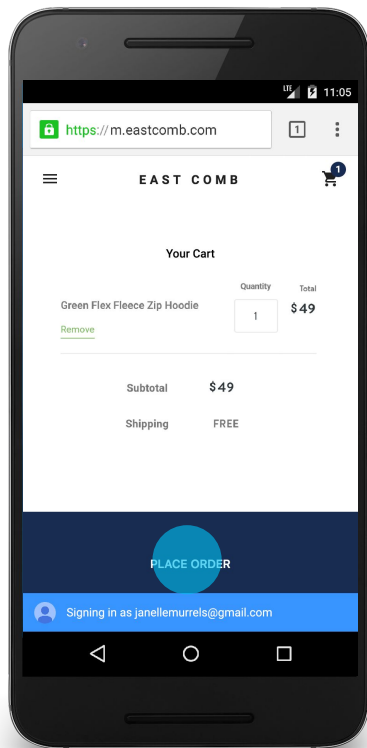 LTE 11:05
https://m.eastcomb.com 1
EAST COMB 1
Your Cart
Quantity Total
Green Flex Fleece Zip Hoodie 1 $49
Remove
Subtotal $49
Shipping FREE
PLACE ORDER
Signing in as janellemurrels@gmail.com